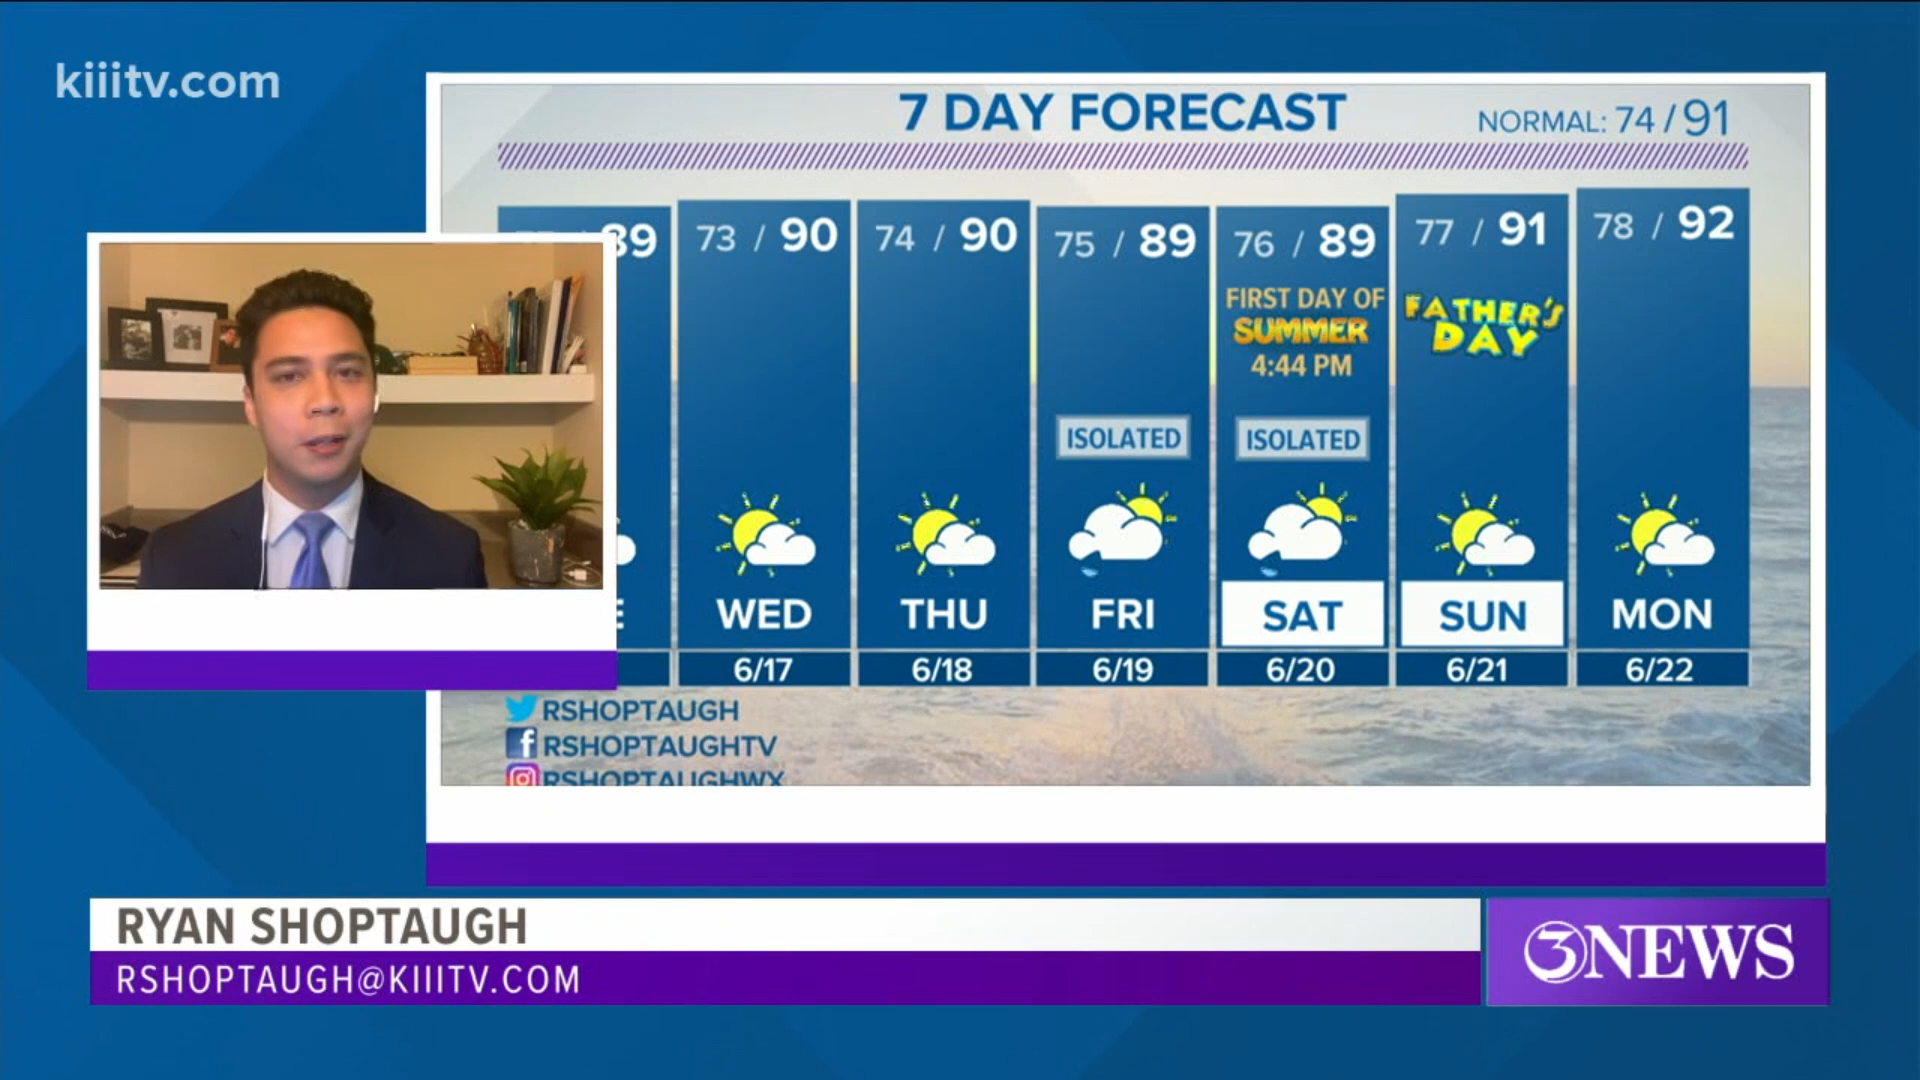 kiiitv.com
7 DAY FORECAST
NORMAL: 74 / 91
89
73 / 90
74 / 90
75 / 89
76 / 89
77 / 91
78 / 92
FIRST DAY OF
SUMMER
4:44 PM
FATHER'S
DAY
ISOLATED
ISOLATED
E
WED
THU
FRI
SAT
SUN
MON
6/17
6/18
6/19
6/20
6/21
6/22
RSHOPTAUGH
f RSHOPTAUGHTV
RSHOPTAUGHWX
RYAN SHOPTAUGH
RSHOPTAUGH@KIIITV.COM
3NEWS